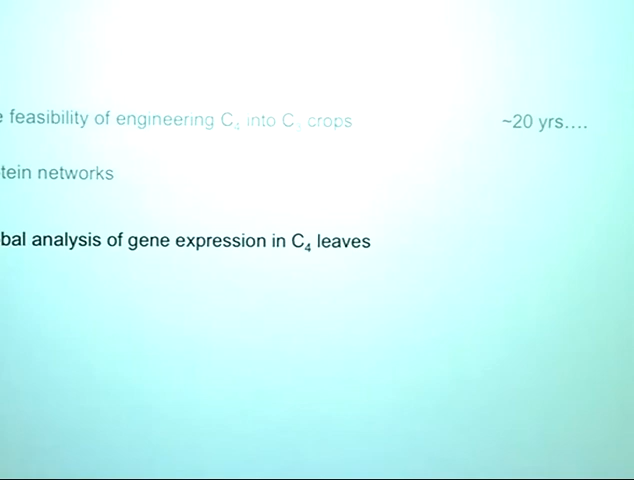 e feasibility of engineering C₄ into C₃ crops ~20 yrs....
tein networks
bal analysis of gene expression in C₄ leaves